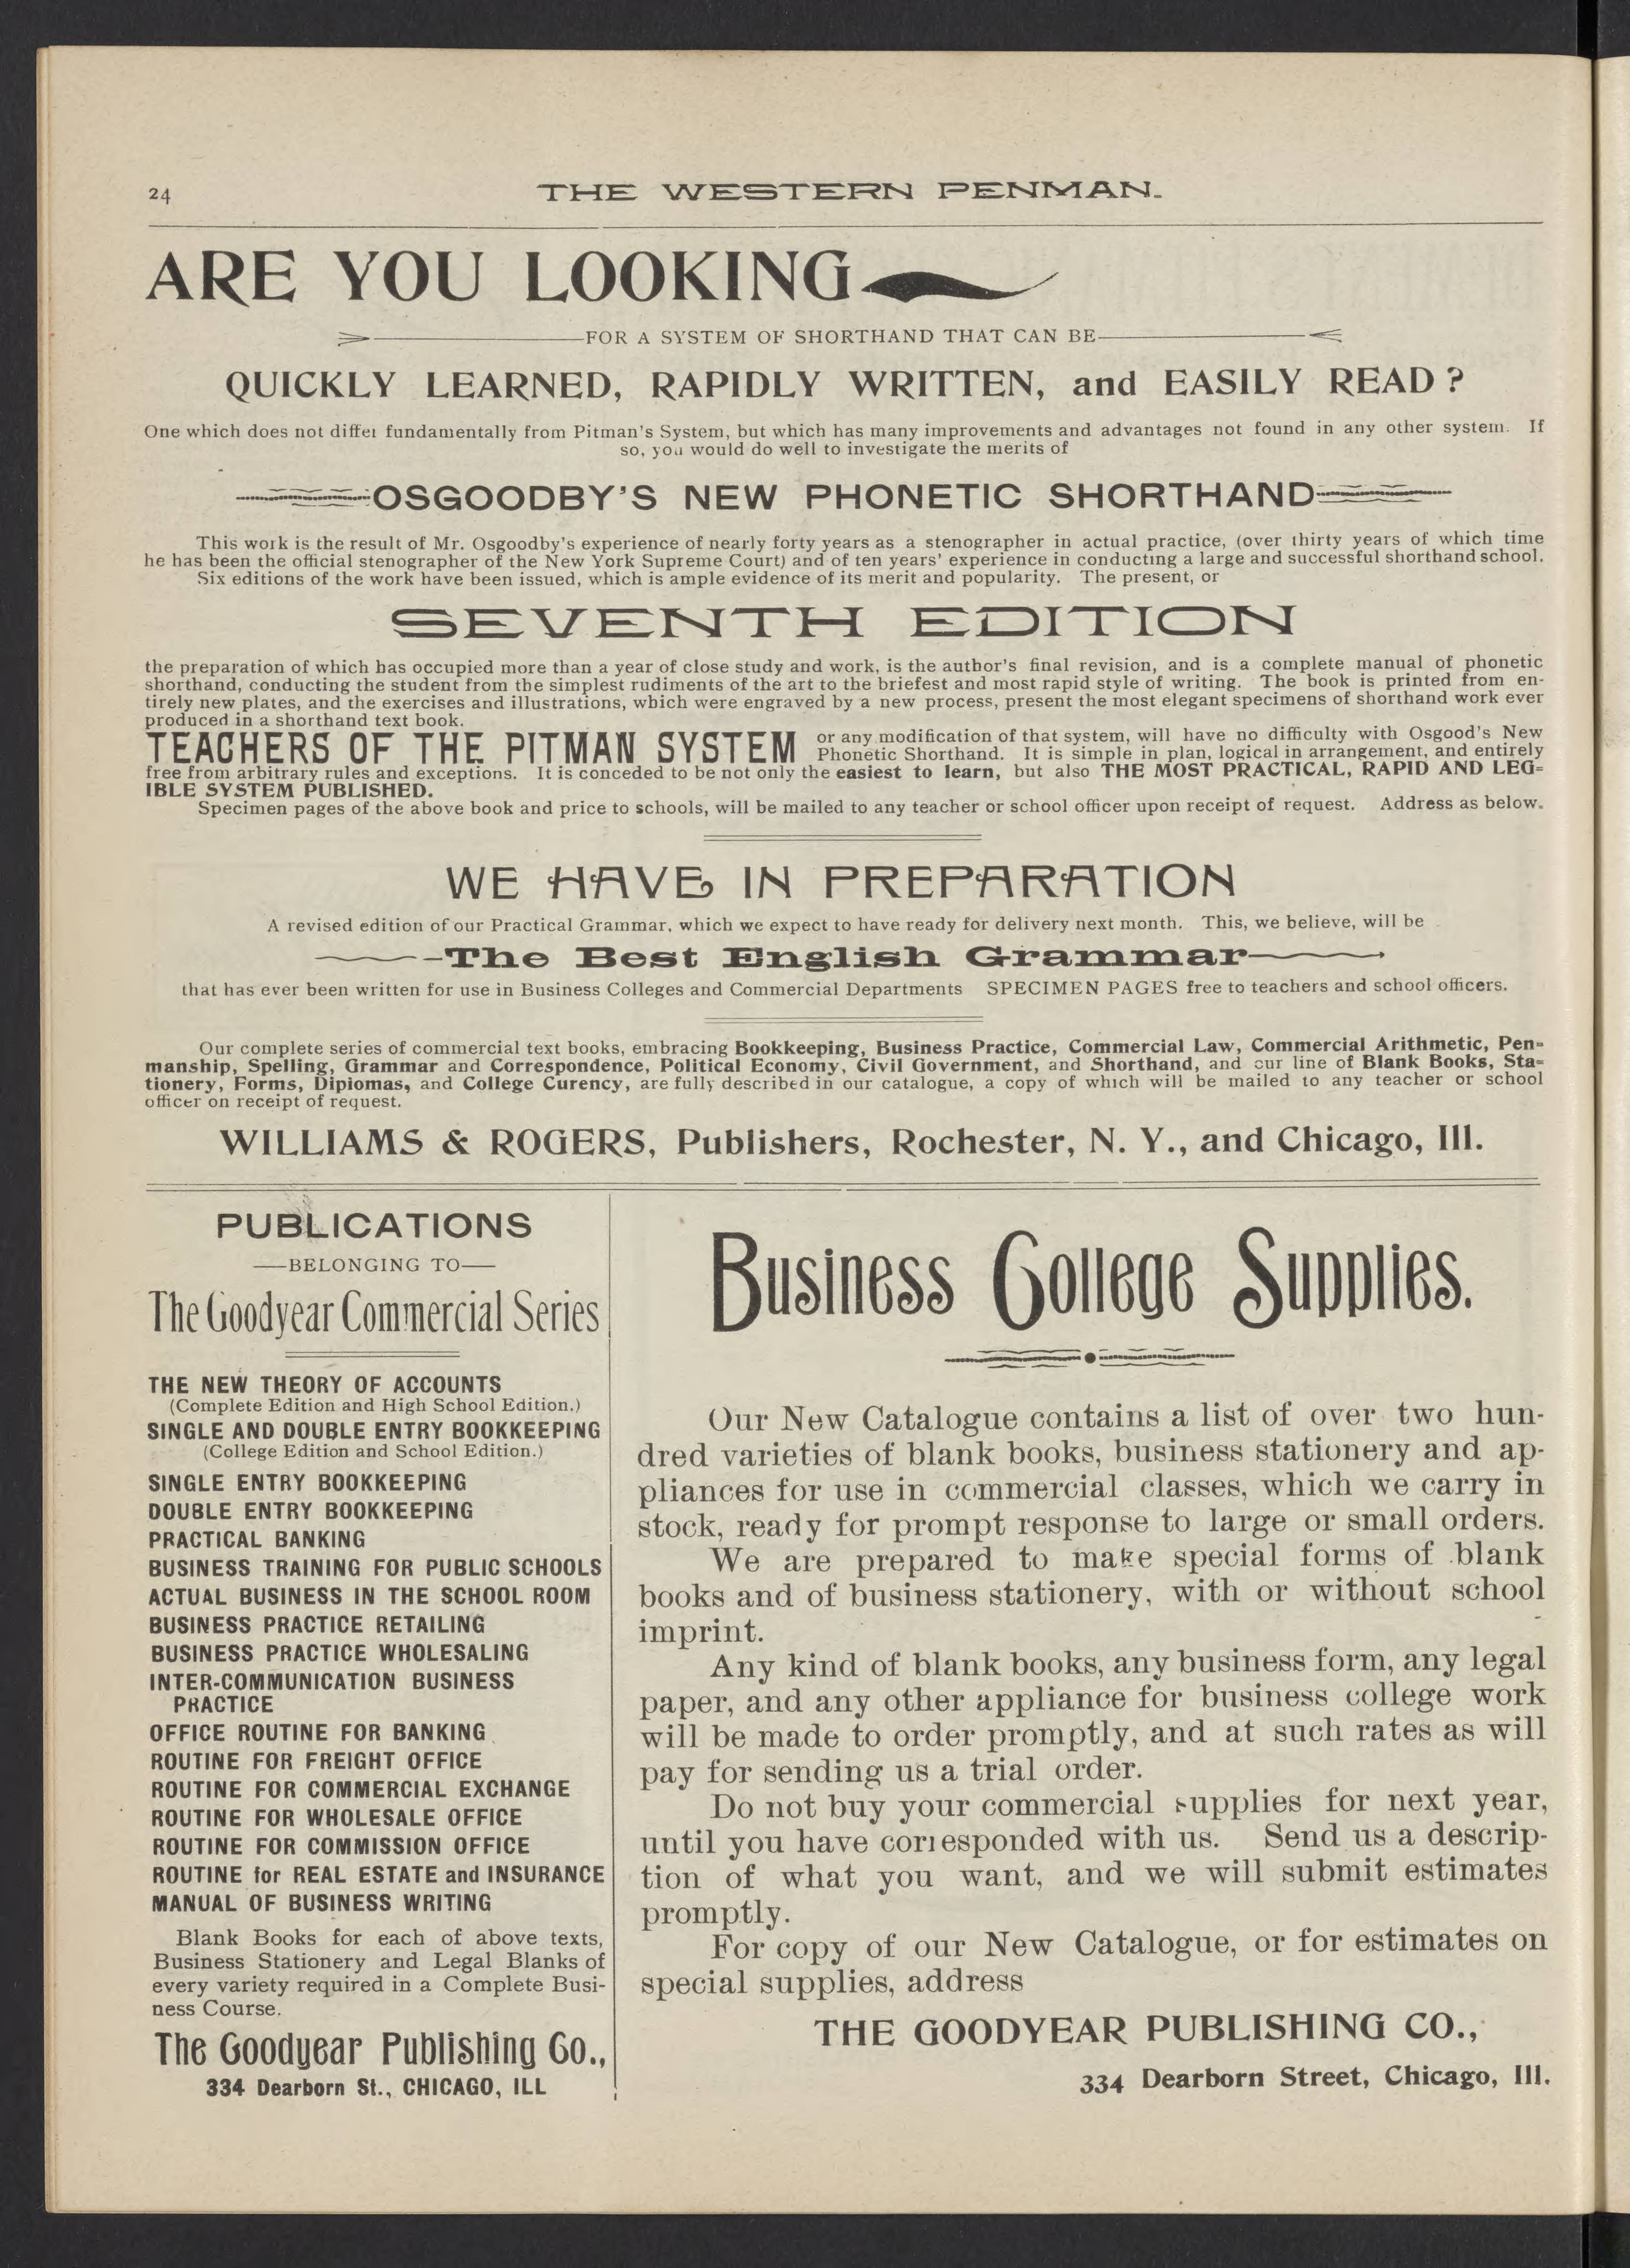 24
THE WESTERN PENMAN.
ARE YOU LOOKING
FOR A SYSTEM OF SHORTHAND THAT CAN BE
QUICKLY LEARNED, RAPIDLY WRITTEN, and EASILY READ?
One which does not differ fundamentally from Pitman's System, but which has many improvements and advantages not found in any other system. If
so, you would do well to investigate the merits of
OSGOODBY'S NEW PHONETIC SHORTHAND
This work is the result of Mr. Osgoodby's experience of nearly forty years as a stenographer in actual practice, (over thirty years of which time
he has been the official stenographer of the New York Supreme Court) and of ten years' experience in conducting a large and successful shorthand school.
Six editions of the work have been issued, which is ample evidence of its merit and popularity. The present, or
SEVENTH EDITION
the preparation of which has occupied more than a year of close study and work, is the author's final revision, and is a complete manual of phonetic
shorthand, conducting the student from the simplest rudiments of the art to the briefest and most rapid style of writing. The book is printed from en-
tirely new plates, and the exercises and illustrations, which were engraved by a new process, present the most elegant specimens of shorthand work ever
produced in a shorthand text book.
TEACHERS OF THE PITMAN SYSTEM or any modification of that system, will have no difficulty with Osgood's New
Phonetic Shorthand. It is simple in plan, logical in arrangement, and entirely
free from arbitrary rules and exceptions. It is conceded to be not only the easiest to learn, but also THE MOST PRACTICAL, RAPID AND LEG-
IBLE SYSTEM PUBLISHED.
Specimen pages of the above book and price to schools, will be mailed to any teacher or school officer upon receipt of request. Address as below.
WE HAVE IN PREPARATION
A revised edition of our Practical Grammar, which we expect to have ready for delivery next month. This, we believe, will be
The Best English Grammar
that has ever been written for use in Business Colleges and Commercial Departments SPECIMEN PAGES free to teachers and school officers.
Our complete series of commercial text books, embracing Bookkeeping, Business Practice, Commercial Law, Commercial Arithmetic, Pen-
manship, Spelling, Grammar and Correspondence, Political Economy, Civil Government, and Shorthand, and our line of Blank Books, Sta-
tionery, Forms, Dipiomas, and College Curency, are fully described in our catalogue, a copy of which will be mailed to any teacher or school
officer on receipt of request.
WILLIAMS & ROGERS, Publishers, Rochester, N. Y., and Chicago, Ill.
PUBLICATIONS
BELONGING TO
The Goodyear Commercial Series
THE NEW THEORY OF ACCOUNTS
(Complete Edition and High School Edition.)
SINGLE AND DOUBLE ENTRY BOOKKEEPING
(College Edition and School Edition.)
SINGLE ENTRY BOOKKEEPING
DOUBLE ENTRY BOOKKEEPING
PRACTICAL BANKING
BUSINESS TRAINING FOR PUBLIC SCHOOLS
ACTUAL BUSINESS IN THE SCHOOL ROOM
BUSINESS PRACTICE RETAILING
BUSINESS PRACTICE WHOLESALING
INTER-COMMUNICATION BUSINESS
PRACTICE
OFFICE ROUTINE FOR BANKING
ROUTINE FOR FREIGHT OFFICE
ROUTINE FOR COMMERCIAL EXCHANGE
ROUTINE FOR WHOLESALE OFFICE
ROUTINE FOR COMMISSION OFFICE
ROUTINE for REAL ESTATE and INSURANCE
MANUAL OF BUSINESS WRITING
Blank Books for each of above texts,
Business Stationery and Legal Blanks of
every variety required in a Complete Busi-
ness Course.
The Goodyear Publishing Co.,
334 Dearborn St., CHICAGO, ILL
Business College Supplies.
Our New Catalogue contains a list of over two hun-
dred varieties of blank books, business stationery and ap-
pliances for use in commercial classes, which we carry in
stock, ready for prompt response to large or small orders.
We are prepared to make special forms of blank
books and of business stationery, with or without school
imprint.
Any kind of blank books, any business form, any legal
paper, and any other appliance for business college work
will be made to order promptly, and at such rates as will
pay for sending us a trial order.
Do not buy your commercial supplies for next year,
until you have corresponded with us. Send us a descrip-
tion of what you want, and we will submit estimates
promptly.
For copy of our New Catalogue, or for estimates on
special supplies, address
THE GOODYEAR PUBLISHING CO.,
334 Dearborn Street, Chicago, Ill.